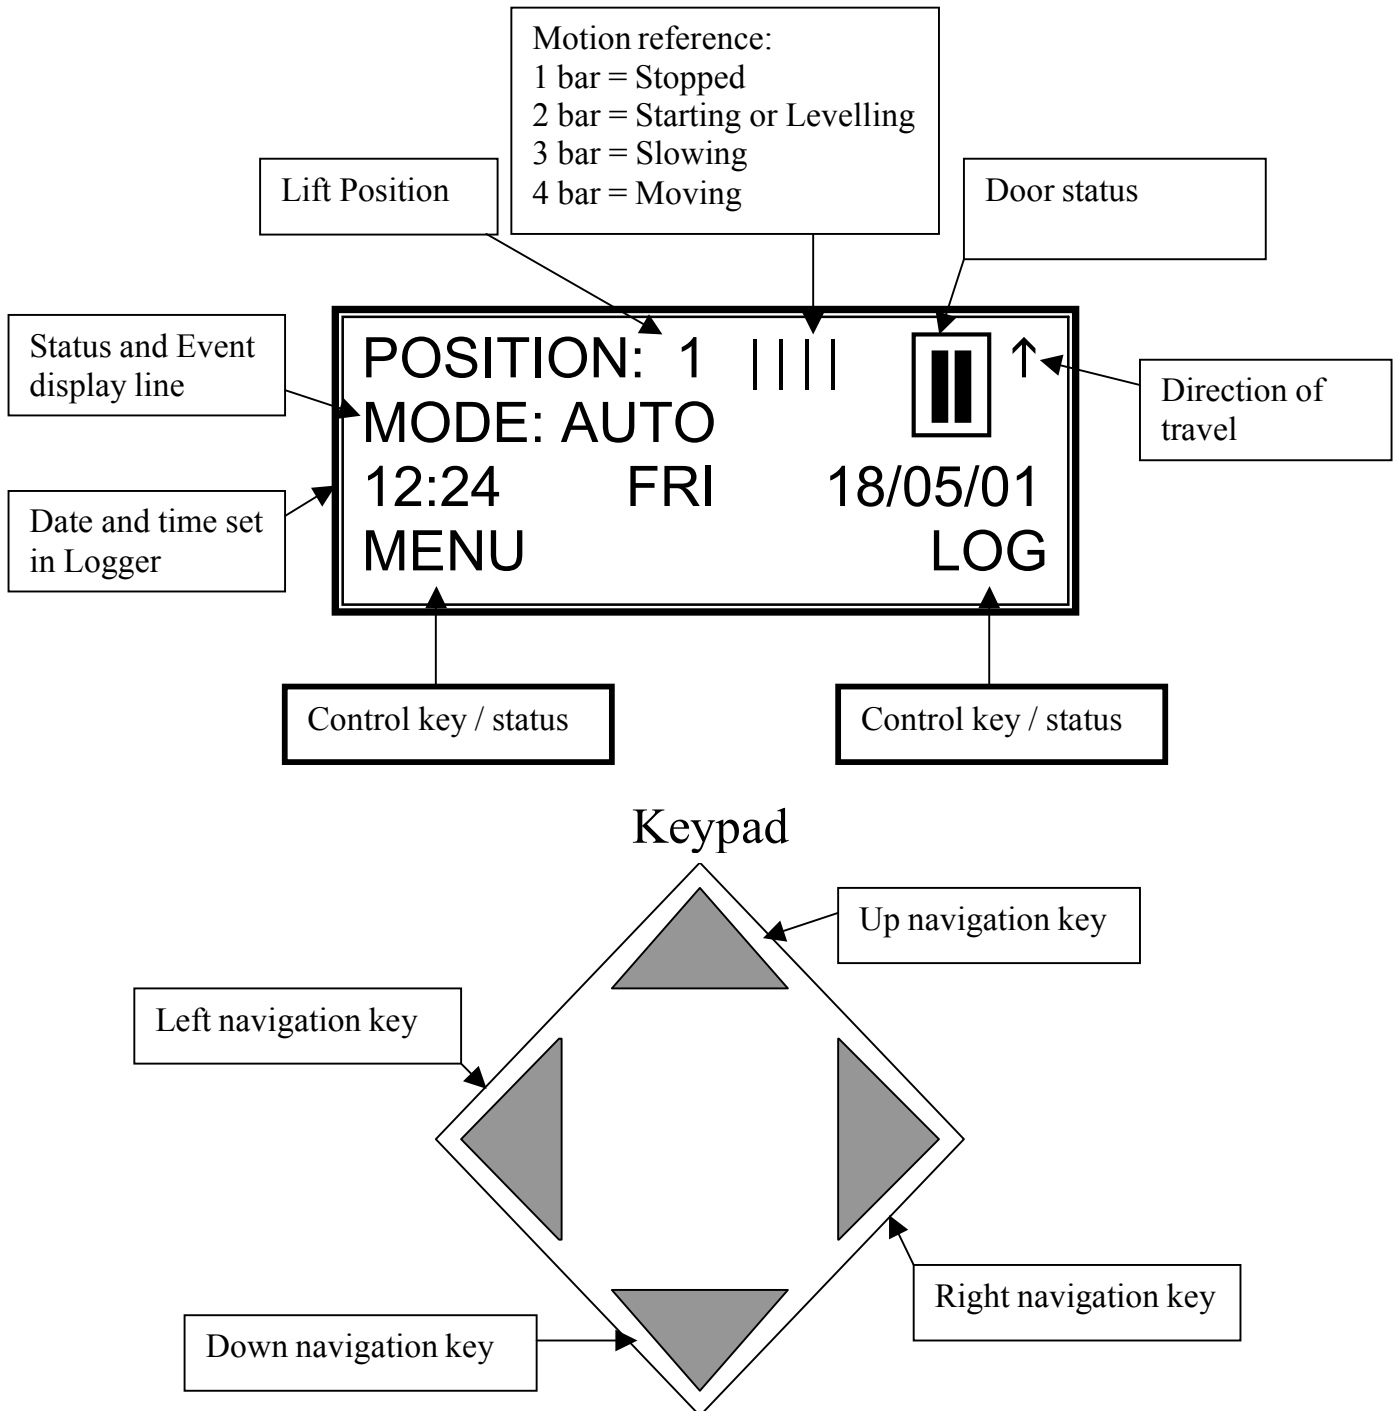 Motion reference:
1 bar = Stopped
2 bar = Starting or Levelling
3 bar = Slowing
4 bar = Moving
Lift Position
Door status
Status and Event
display line
POSITION: 1 |||| ↑
MODE: AUTO
12:24 FRI 18/05/01
MENU LOG
Direction of
travel
Date and time set
in Logger
Control key / status
Control key / status
Keypad
Up navigation key
Left navigation key
Right navigation key
Down navigation key